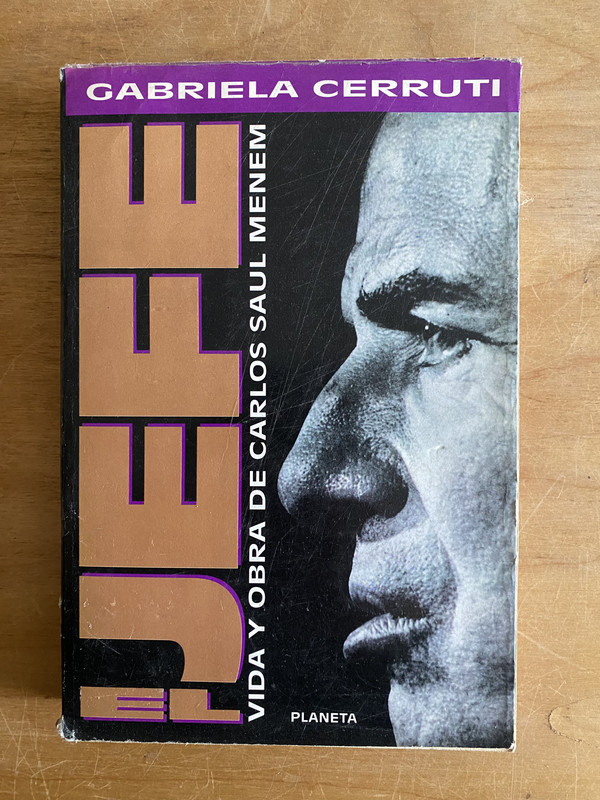 GABRIELA CERRUTI
EL JEFE
VIDA Y OBRA DE CARLOS SAUL MENEM
PLANETA